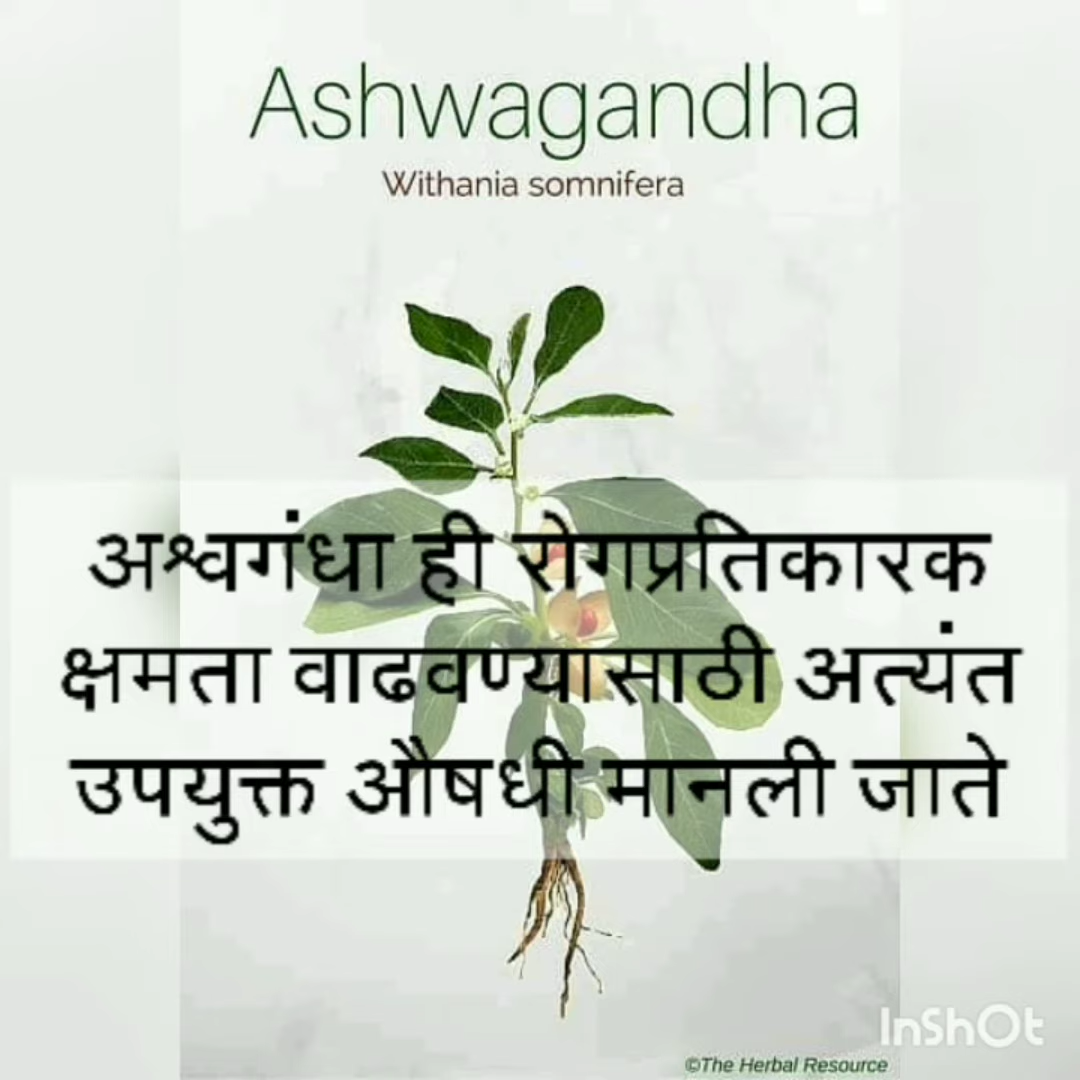 Ashwagandha
Withania somnifera
अश्वगंधा ही रोगप्रतिकारक
क्षमता वाढवण्यासाठी अत्यंत
उपयुक्त औषधी मानली जाते
InShOt
©The Herbal Resource